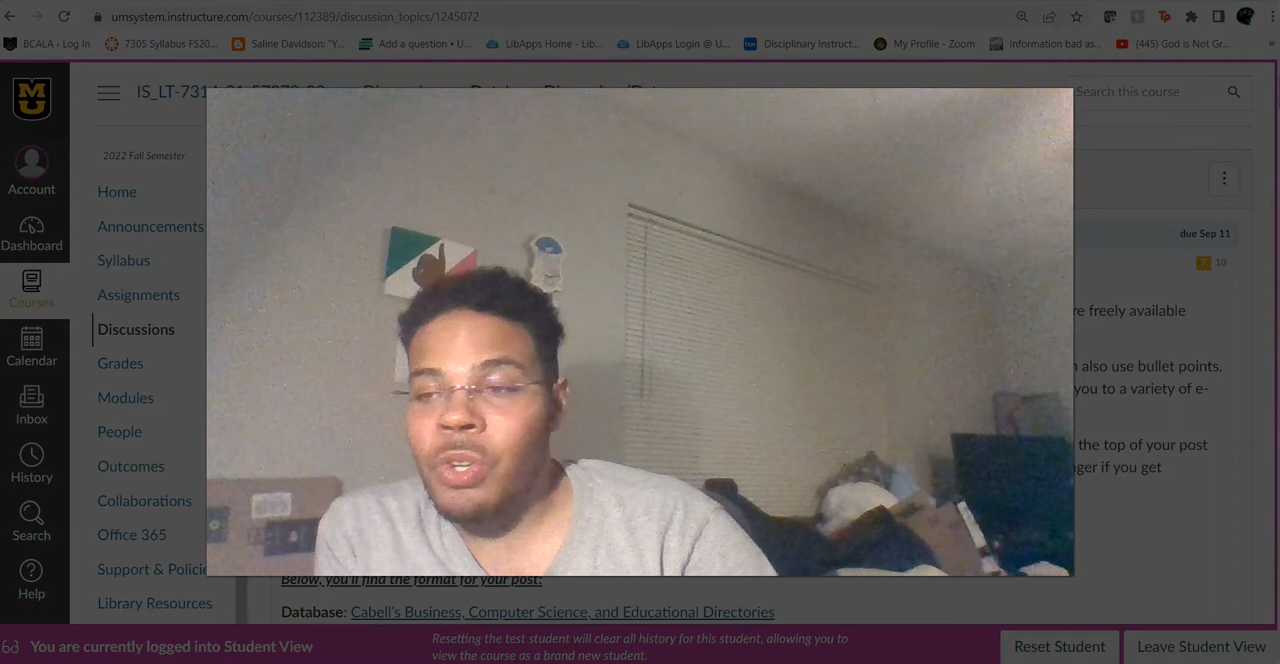 umsystem.instructure.com/courses/112389/discussion_topics/1245072
BCALA ‹ Log In
7305 Syllabus FS20...
Saline Davidson: "Y...
Add a question • U...
LibApps Home - Lib...
LibApps Login @ U...
Disciplinary Instruct...
My Profile - Zoom
Information bad as...
(445) God is Not Gr...
»
MU
Search this course
2022 Fall Semester
Account
Dashboard
Courses
Calendar
Inbox
History
Search
Help
Home
Announcements
Syllabus
Assignments
Discussions
Grades
Modules
People
Outcomes
Collaborations
Office 365
Support &
Library Resources
due Sep 11
7 10
freely available
also use bullet points.
you to a variety of e-
the top of your post
if you get
Below, you'll find the format for your post:
Database: Cabell's Business, Computer Science, and Educational Directories
You are currently logged into Student View
Resetting the test student will clear all history for this student, allowing you to
view the course as a brand new student.
Reset Student
Leave Student View